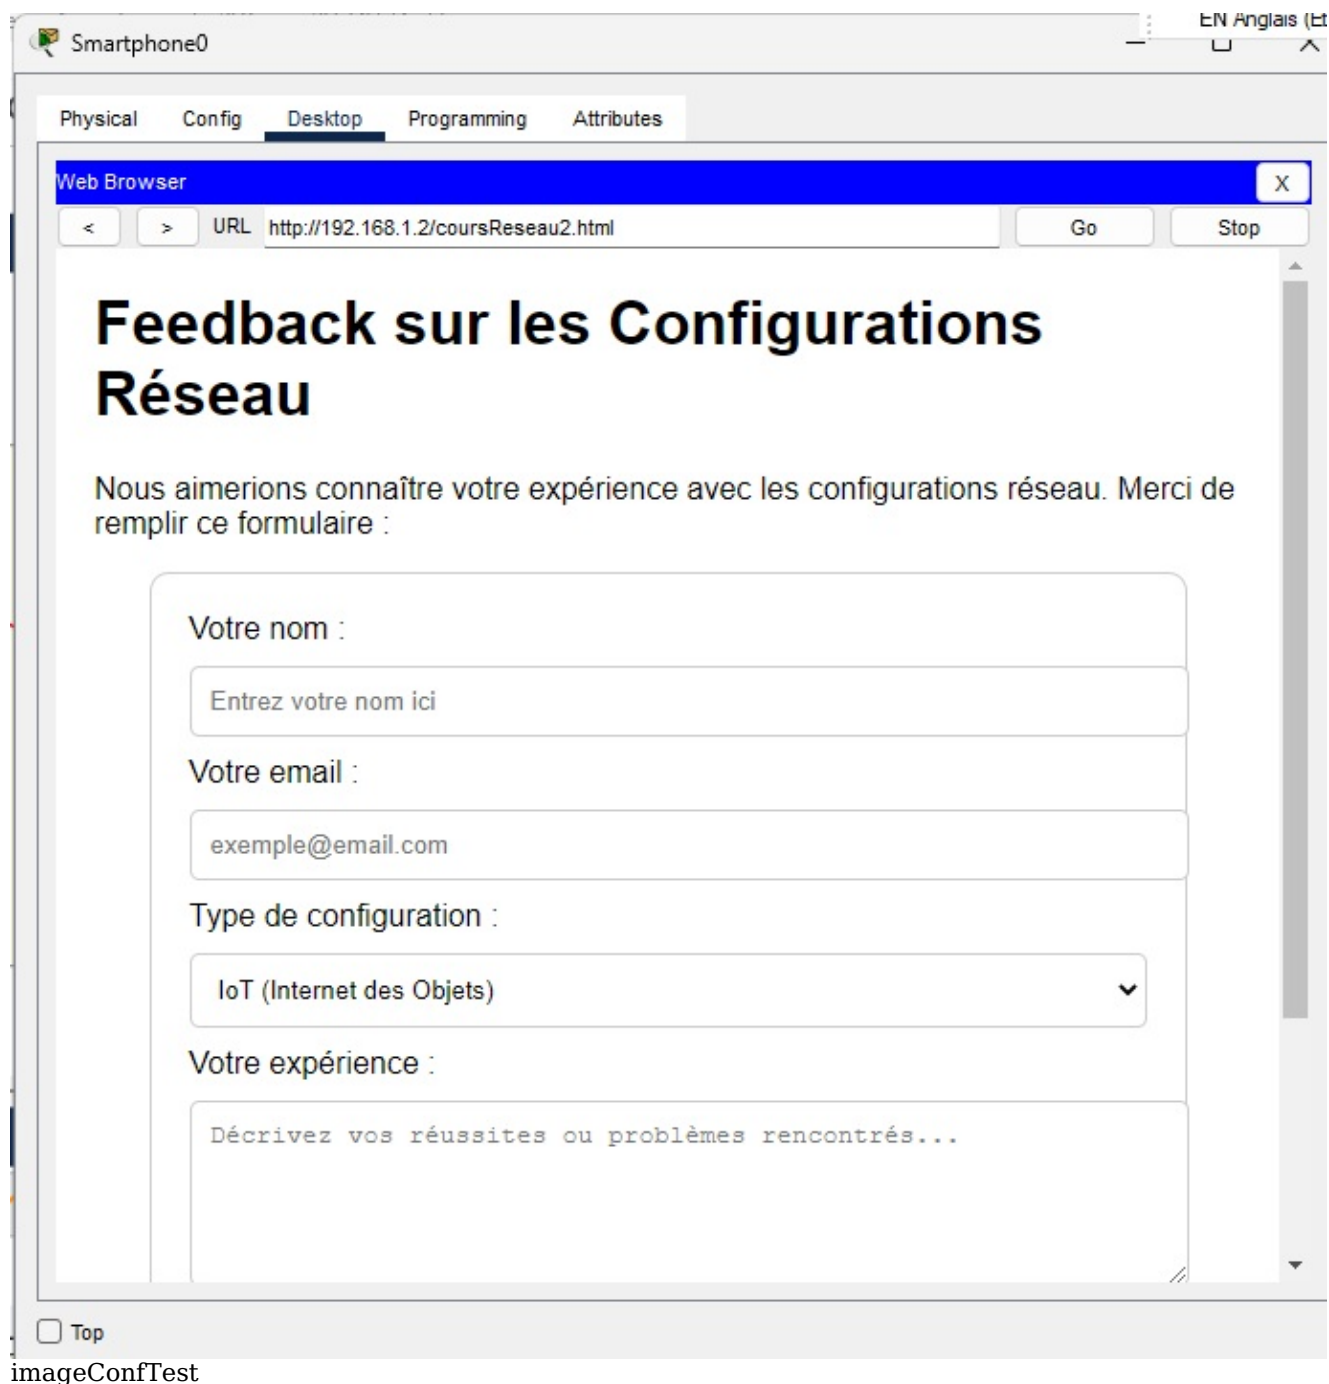 EN Anglais (Et
Smartphone0
Physical Config Desktop Programming Attributes
Web Browser X
< > URL http://192.168.1.2/coursReseau2.html Go Stop
Feedback sur les Configurations
Réseau
Nous aimerions connaître votre expérience avec les configurations réseau. Merci de
remplir ce formulaire :
Votre nom :
Entrez votre nom ici
Votre email :
exemple@email.com
Type de configuration :
IoT (Internet des Objets)
Votre expérience :
Décrivez vos réussites ou problèmes rencontrés...
Top
imageConfTest